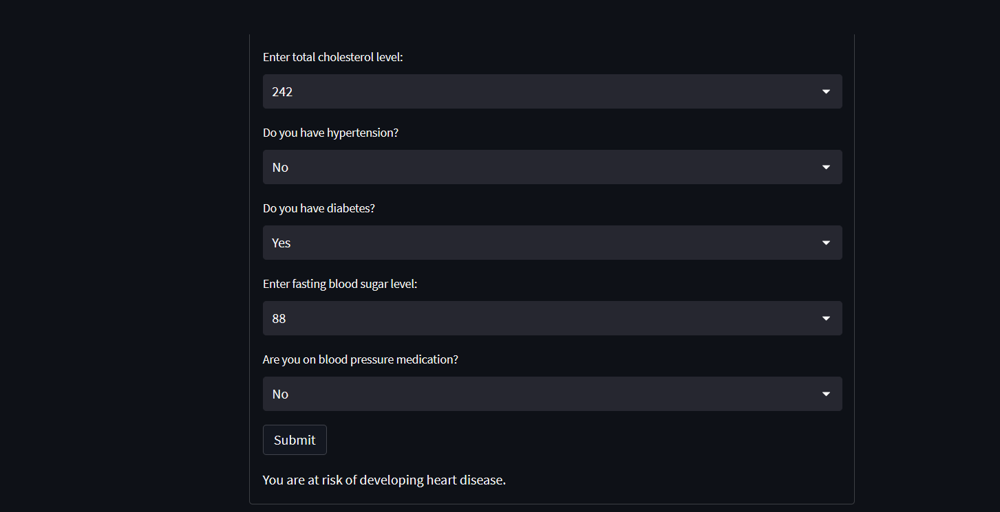 Enter total cholesterol level:
242
Do you have hypertension?
No
Do you have diabetes?
Yes
Enter fasting blood sugar level:
88
Are you on blood pressure medication?
No
Submit
You are at risk of developing heart disease.